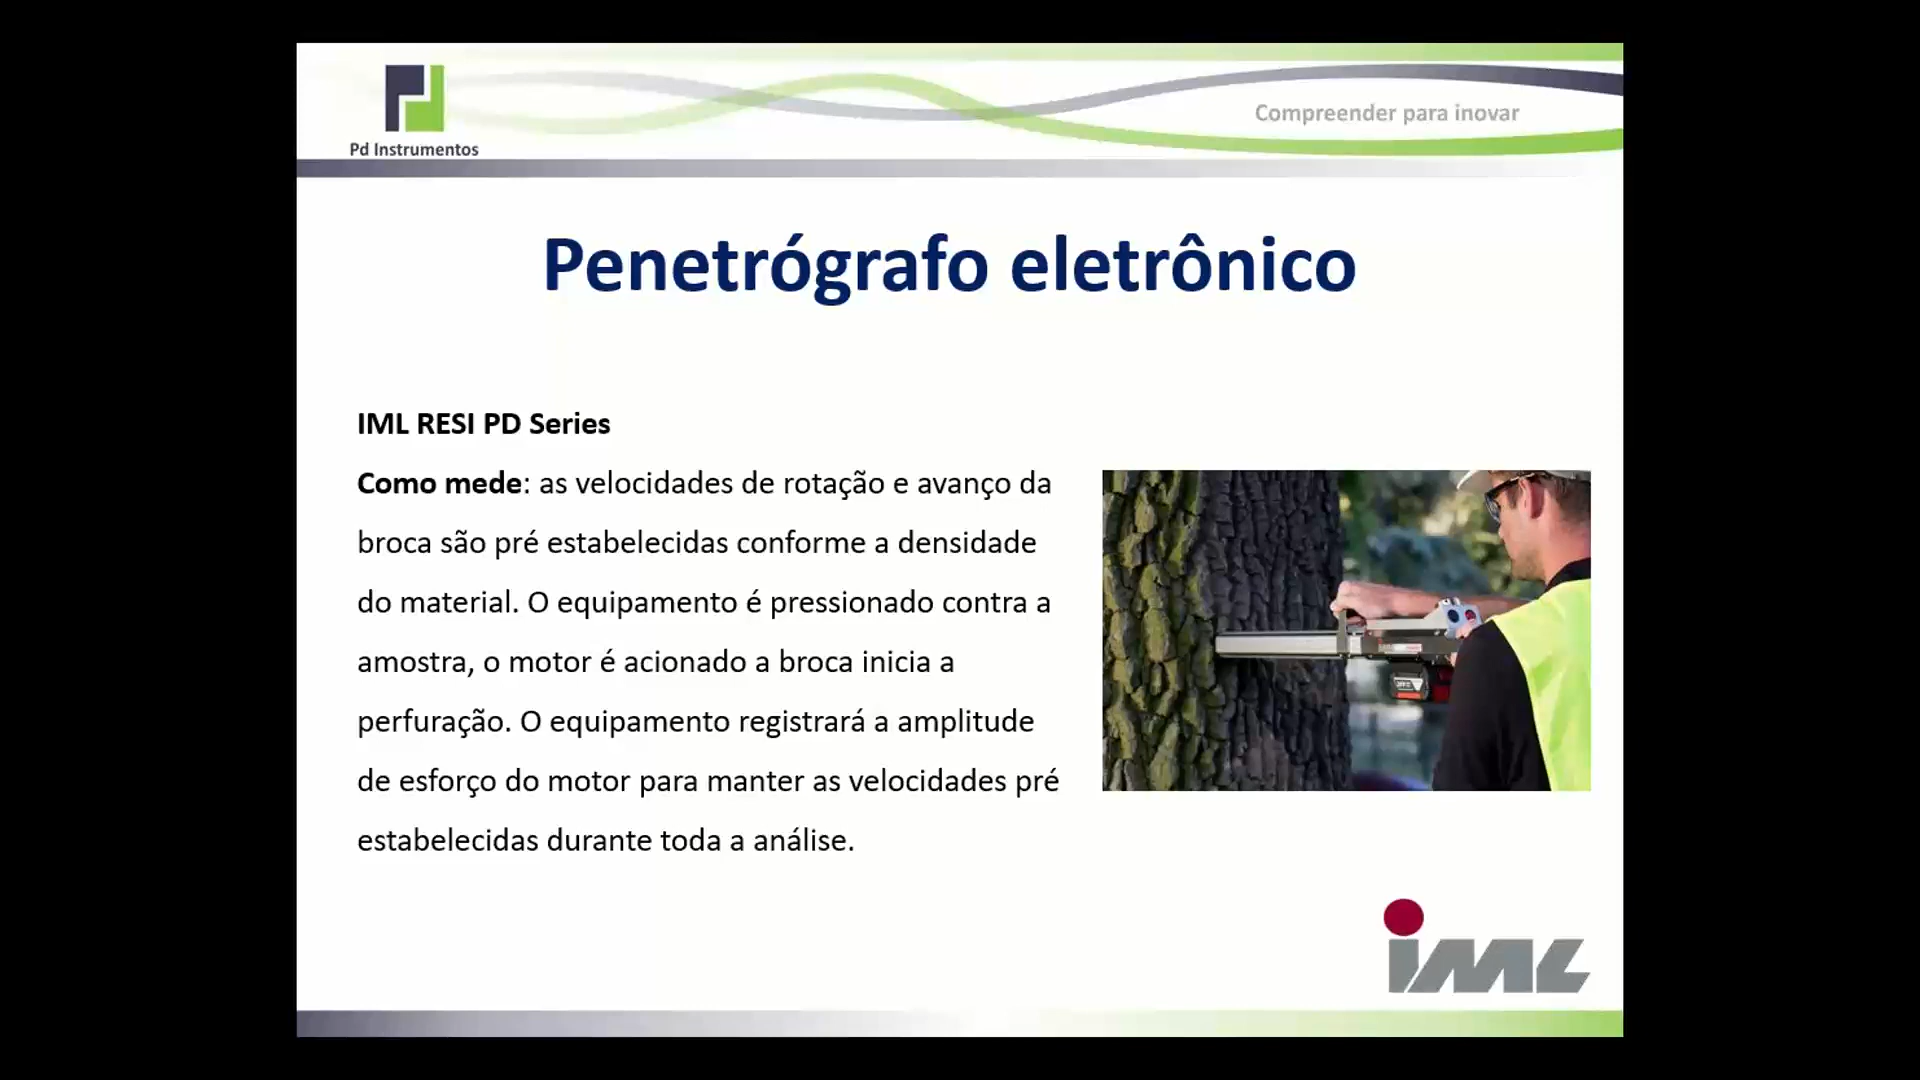 Pd Instrumentos
Compreender para inovar
Penetrógrafo eletrônico
IML RESI PD Series
Como mede: as velocidades de rotação e avanço da
broca são pré estabelecidas conforme a densidade
do material. O equipamento é pressionado contra a
amostra, o motor é acionado a broca inicia a
perfuração. O equipamento registrará a amplitude
de esforço do motor para manter as velocidades pré
estabelecidas durante toda a análise.
iML